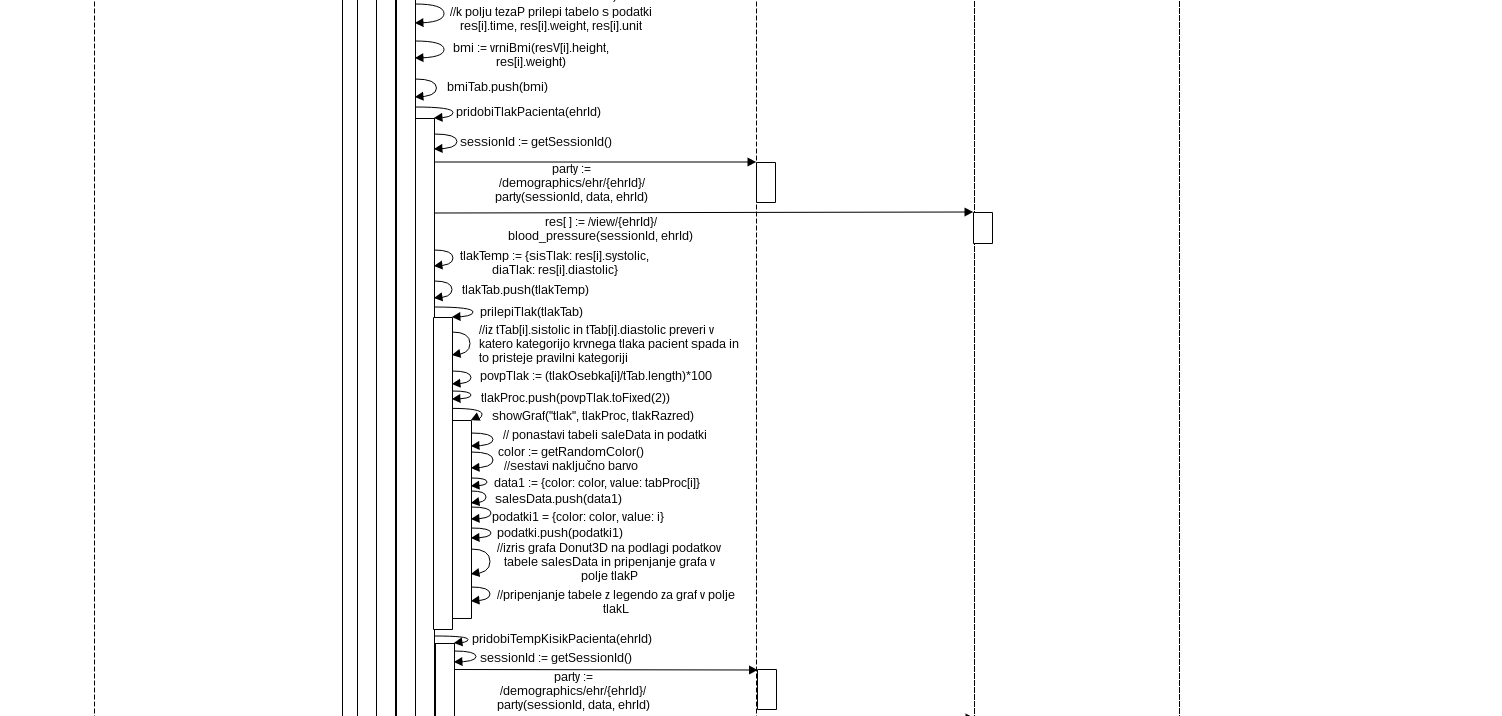 //k polju tezaP prilepi tabelo s podatki
res[i].time, res[i].weight, res[i].unit
bmi := vrniBmi(resV[i].height,
res[i].weight)
bmiTab.push(bmi)
pridobiTlakPacienta(ehrId)
sessionId := getSessionId()
party :=
/demographics/ehr/{ehrId}/
party(sessionId, data, ehrId)
res[ ] := /view/{ehrId}/
blood_pressure(sessionId, ehrId)
tlakTemp := {sisTlak: res[i].systolic,
diaTlak: res[i].diastolic}
tlakTab.push(tlakTemp)
prilepiTlak(tlakTab)
//iz tTab[i].sistolic in tTab[i].diastolic preveri v
katero kategorijo krvnega tlaka pacient spada in
to pristeje pravilni kategoriji
povpTlak := (tlakOsebka[i]/tTab.length)*100
tlakProc.push(povpTlak.toFixed(2))
showGraf("tlak", tlakProc, tlakRazred)
// ponastavi tabeli saleData in podatki
color := getRandomColor()
//sestavi naključno barvo
data1 := {color: color, value: tabProc[i]}
salesData.push(data1)
podatki1 = {color: color, value: i}
podatki.push(podatki1)
//izris grafa Donut3D na podlagi podatkov
tabele salesData in pripenjanje grafa v
polje tlakP
//pripenjanje tabele z legendo za graf v polje
tlakL
pridobiTempKisikPacienta(ehrId)
sessionId := getSessionId()
party :=
/demographics/ehr/{ehrId}/
party(sessionId, data, ehrId)